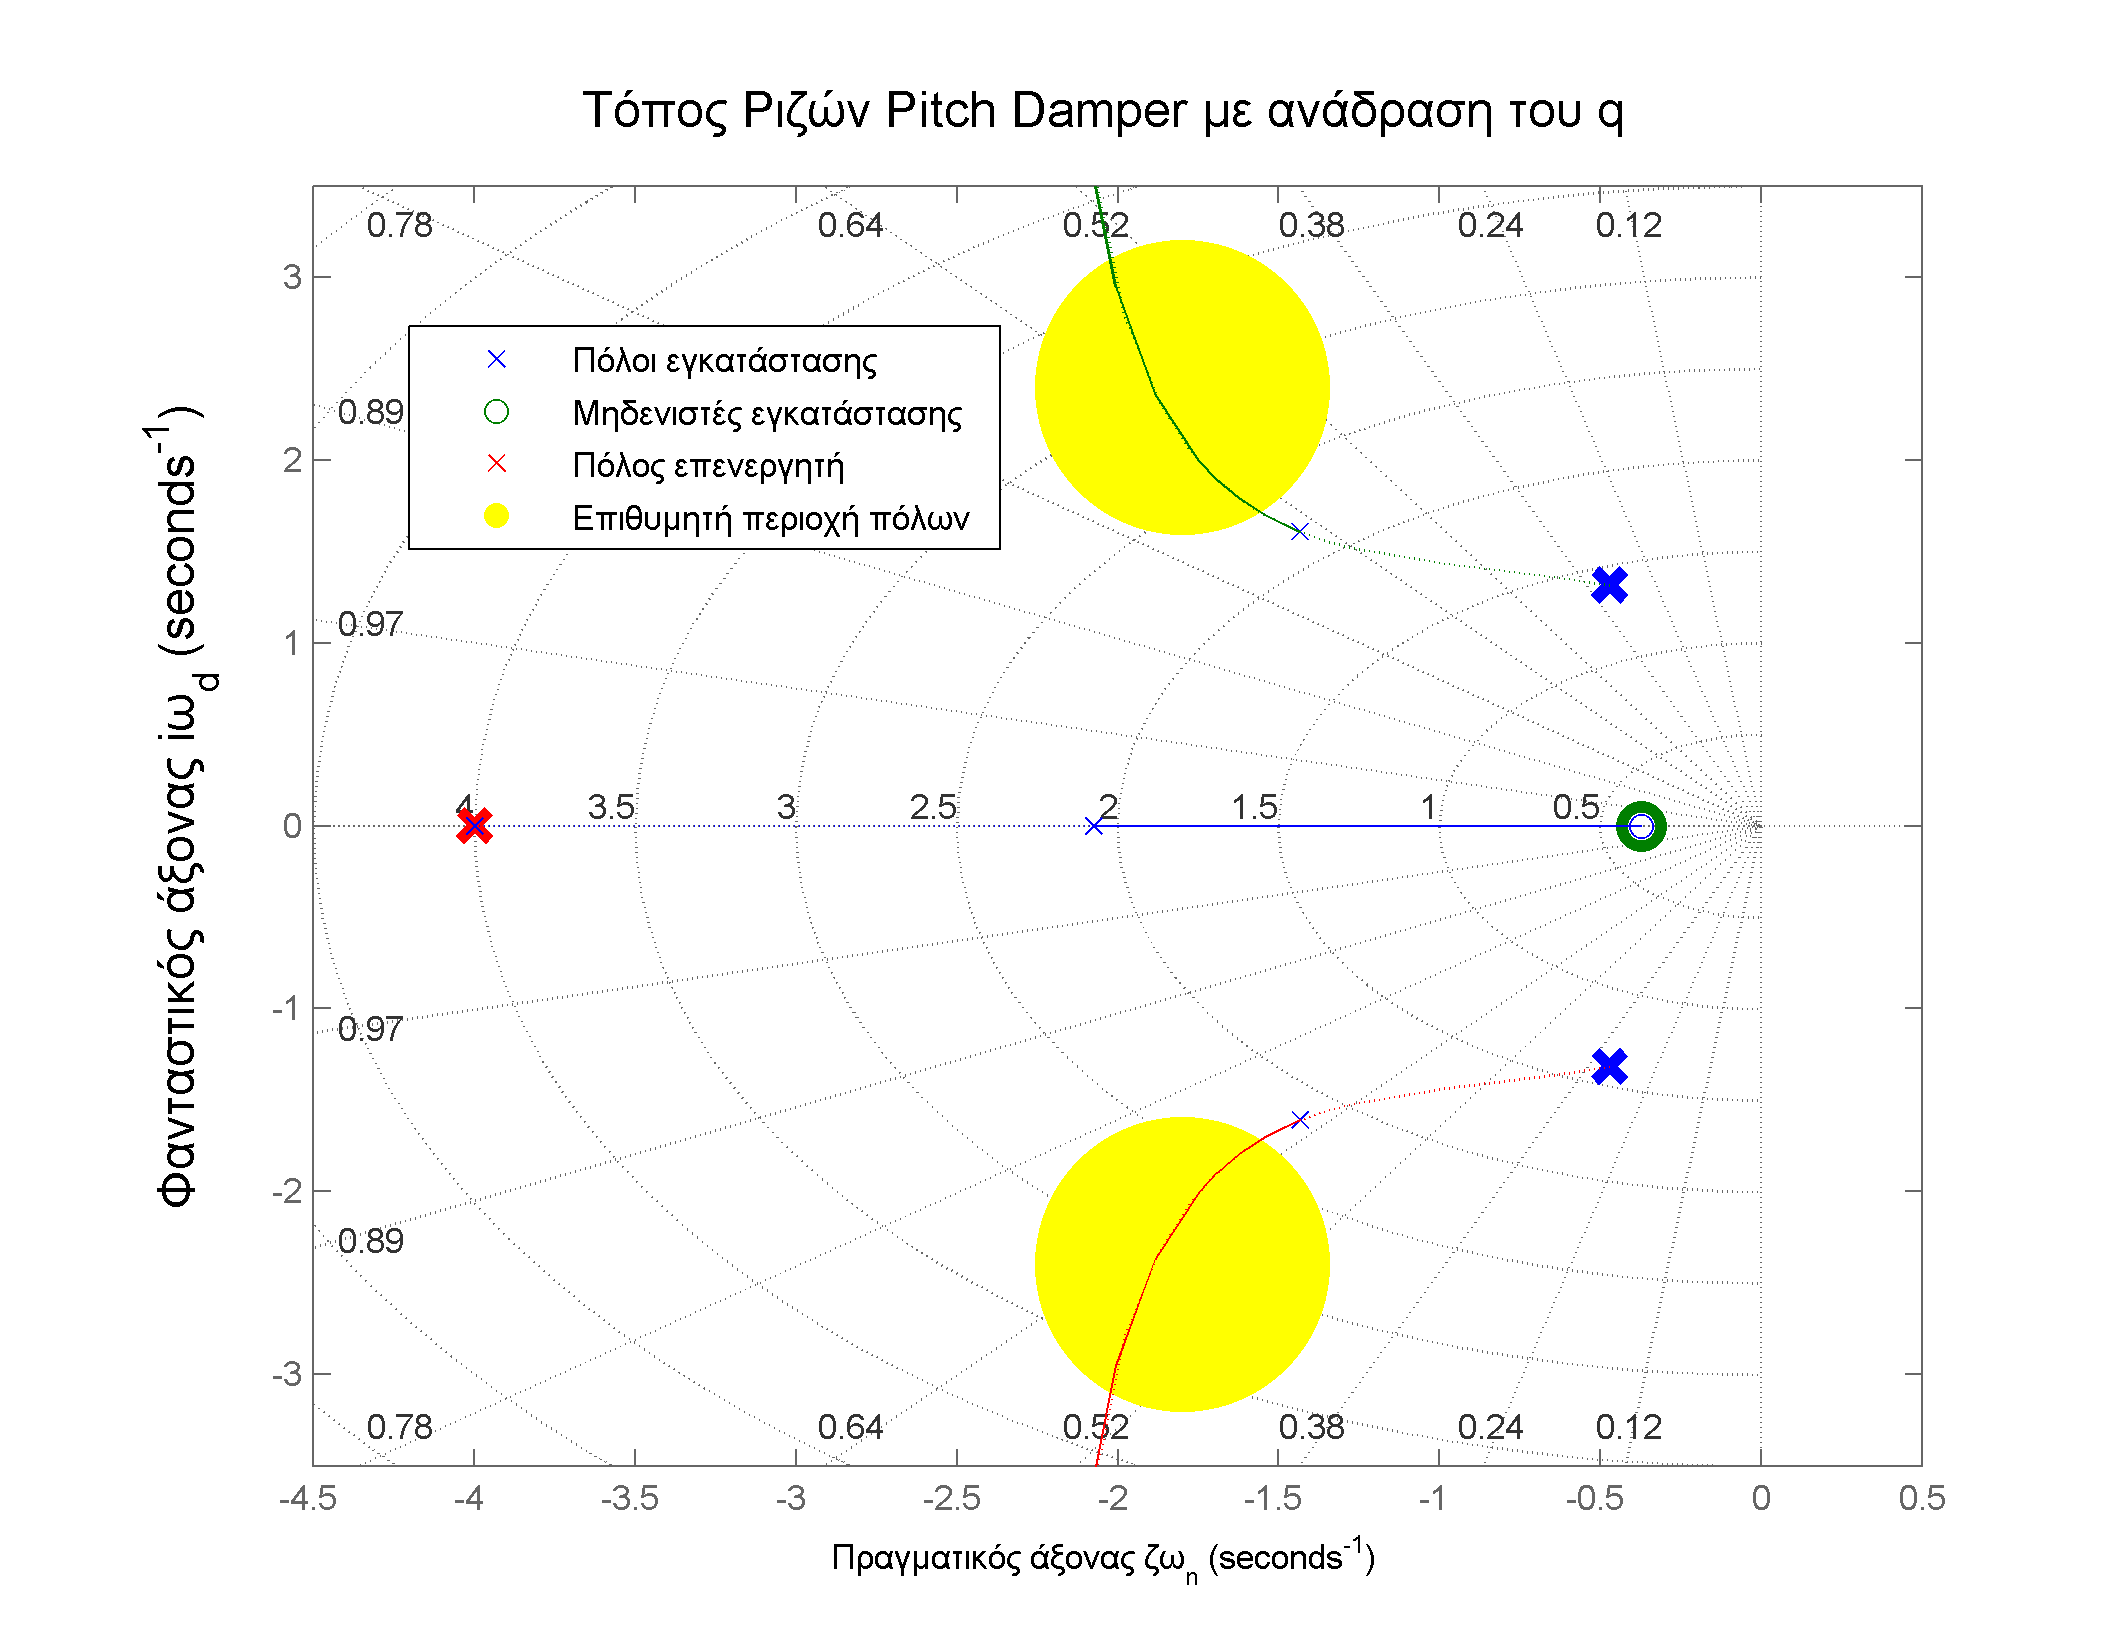 Τόπος Ριζών Pitch Damper με ανάδραση του q
0.78 0.64 0.52 0.38 0.24 0.12
3
Πόλοι εγκατάστασης
0.89 Μηδενιστές εγκατάστασης
2 Πόλος επενεργητή
Επιθυμητή περιοχή πόλων
0.97
1
4 3.5 3 2.5 2 1.5 1 0.5
0
-1 0.97
-2
0.89
-3
0.78 0.64 0.52 0.38 0.24 0.12
-4.5 -4 -3.5 -3 -2.5 -2 -1.5 -1 -0.5 0 0.5
Φανταστικός άξονας iω_d (seconds^-1)
Πραγματικός άξονας ζω_n (seconds^-1)